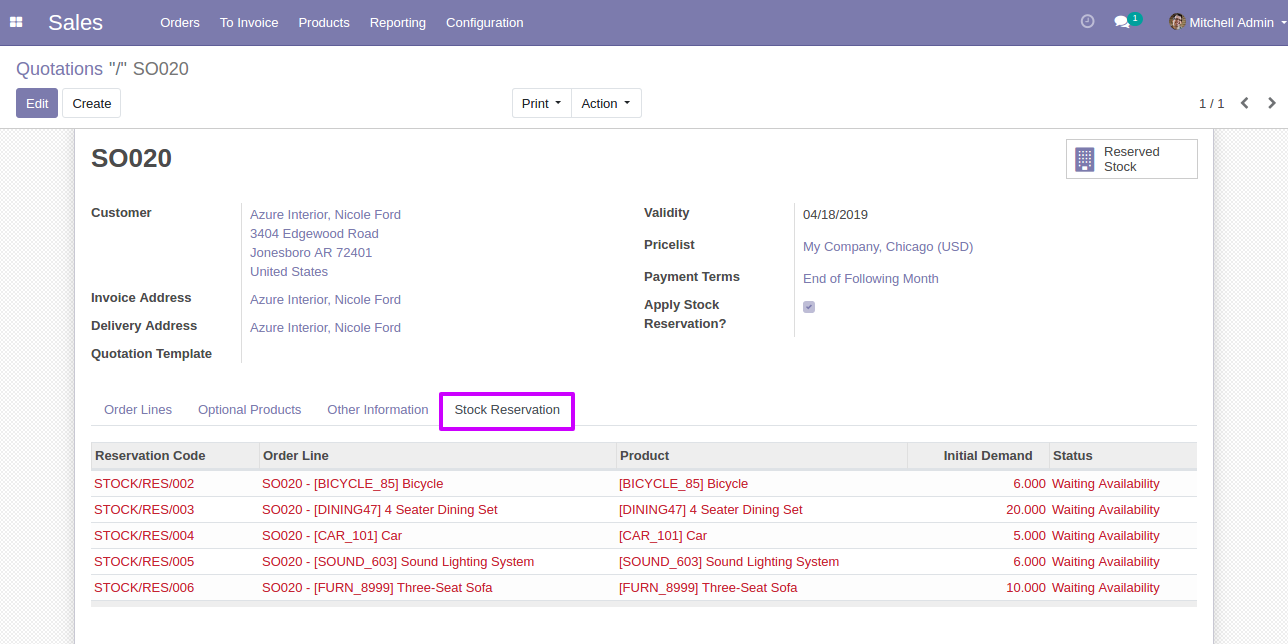 Sales Orders To Invoice Products Reporting Configuration 1 Mitchell Admin
Quotations "/" SO020
Edit Create Print Action 1 / 1
SO020
Reserved
Stock
Customer Azure Interior, Nicole Ford
3404 Edgewood Road
Jonesboro AR 72401
United States
Invoice Address Azure Interior, Nicole Ford
Delivery Address Azure Interior, Nicole Ford
Quotation Template
Validity 04/18/2019
Pricelist My Company, Chicago (USD)
Payment Terms End of Following Month
Apply Stock
Reservation?
Order Lines Optional Products Other Information Stock Reservation
Reservation Code Order Line Product Initial Demand Status
STOCK/RES/002 SO020 - [BICYCLE_85] Bicycle [BICYCLE_85] Bicycle 6.000 Waiting Availability
STOCK/RES/003 SO020 - [DINING47] 4 Seater Dining Set [DINING47] 4 Seater Dining Set 20.000 Waiting Availability
STOCK/RES/004 SO020 - [CAR_101] Car [CAR_101] Car 5.000 Waiting Availability
STOCK/RES/005 SO020 - [SOUND_603] Sound Lighting System [SOUND_603] Sound Lighting System 6.000 Waiting Availability
STOCK/RES/006 SO020 - [FURN_8999] Three-Seat Sofa [FURN_8999] Three-Seat Sofa 10.000 Waiting Availability